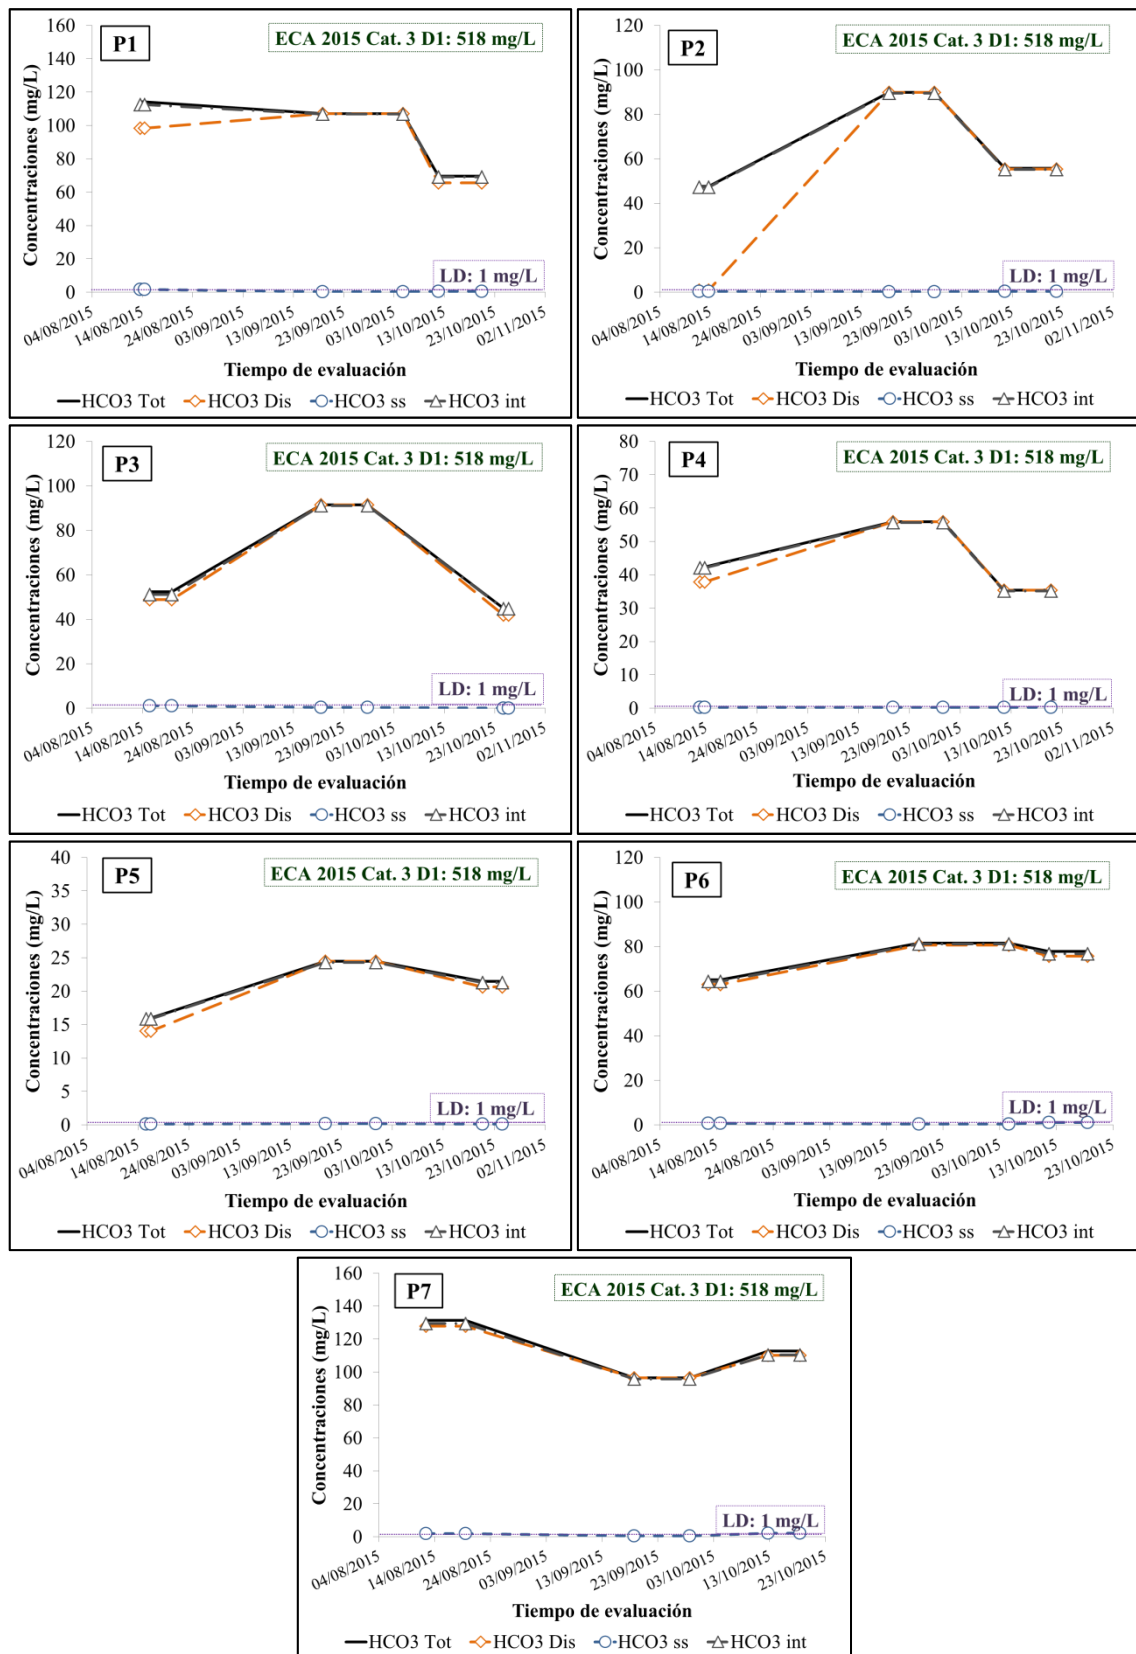 P1
ECA 2015 Cat. 3 D1: 518 mg/L
Concentraciones (mg/L)
160
140
120
100
80
60
40
20
0
LD: 1 mg/L
04/08/2015
14/08/2015
24/08/2015
03/09/2015
13/09/2015
23/09/2015
03/10/2015
13/10/2015
23/10/2015
02/11/2015
Tiempo de evaluación
HCO3 Tot HCO3 Dis HCO3 ss HCO3 int
P2
ECA 2015 Cat. 3 D1: 518 mg/L
Concentraciones (mg/L)
120
100
80
60
40
20
0
LD: 1 mg/L
04/08/2015
14/08/2015
24/08/2015
03/09/2015
13/09/2015
23/09/2015
03/10/2015
13/10/2015
23/10/2015
02/11/2015
Tiempo de evaluación
HCO3 Tot HCO3 Dis HCO3 ss HCO3 int
P3
ECA 2015 Cat. 3 D1: 518 mg/L
Concentraciones (mg/L)
120
100
80
60
40
20
0
LD: 1 mg/L
04/08/2015
14/08/2015
24/08/2015
03/09/2015
13/09/2015
23/09/2015
03/10/2015
13/10/2015
23/10/2015
02/11/2015
Tiempo de evaluación
HCO3 Tot HCO3 Dis HCO3 ss HCO3 int
P4
ECA 2015 Cat. 3 D1: 518 mg/L
Concentraciones (mg/L)
80
70
60
50
40
30
20
10
0
LD: 1 mg/L
04/08/2015
14/08/2015
24/08/2015
03/09/2015
13/09/2015
23/09/2015
03/10/2015
13/10/2015
23/10/2015
02/11/2015
Tiempo de evaluación
HCO3 Tot HCO3 Dis HCO3 ss HCO3 int
P5
ECA 2015 Cat. 3 D1: 518 mg/L
Concentraciones (mg/L)
40
35
30
25
20
15
10
5
0
LD: 1 mg/L
04/08/2015
14/08/2015
24/08/2015
03/09/2015
13/09/2015
23/09/2015
03/10/2015
13/10/2015
23/10/2015
02/11/2015
Tiempo de evaluación
HCO3 Tot HCO3 Dis HCO3 ss HCO3 int
P6
ECA 2015 Cat. 3 D1: 518 mg/L
Concentraciones (mg/L)
120
100
80
60
40
20
0
LD: 1 mg/L
04/08/2015
14/08/2015
24/08/2015
03/09/2015
13/09/2015
23/09/2015
03/10/2015
13/10/2015
23/10/2015
Tiempo de evaluación
HCO3 Tot HCO3 Dis HCO3 ss HCO3 int
P7
ECA 2015 Cat. 3 D1: 518 mg/L
Concentraciones (mg/L)
160
140
120
100
80
60
40
20
0
LD: 1 mg/L
04/08/2015
14/08/2015
24/08/2015
03/09/2015
13/09/2015
23/09/2015
03/10/2015
13/10/2015
23/10/2015
Tiempo de evaluación
HCO3 Tot HCO3 Dis HCO3 ss HCO3 int